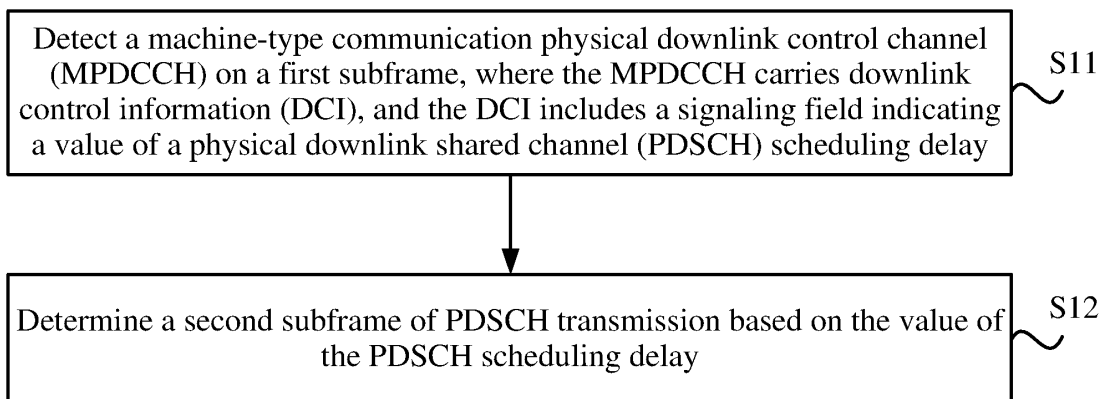 Detect a machine-type communication physical downlink control channel
(MPDCCH) on a first subframe, where the MPDCCH carries downlink
control information (DCI), and the DCI includes a signaling field indicating
a value of a physical downlink shared channel (PDSCH) scheduling delay
S11
Determine a second subframe of PDSCH transmission based on the value of
the PDSCH scheduling delay
S12